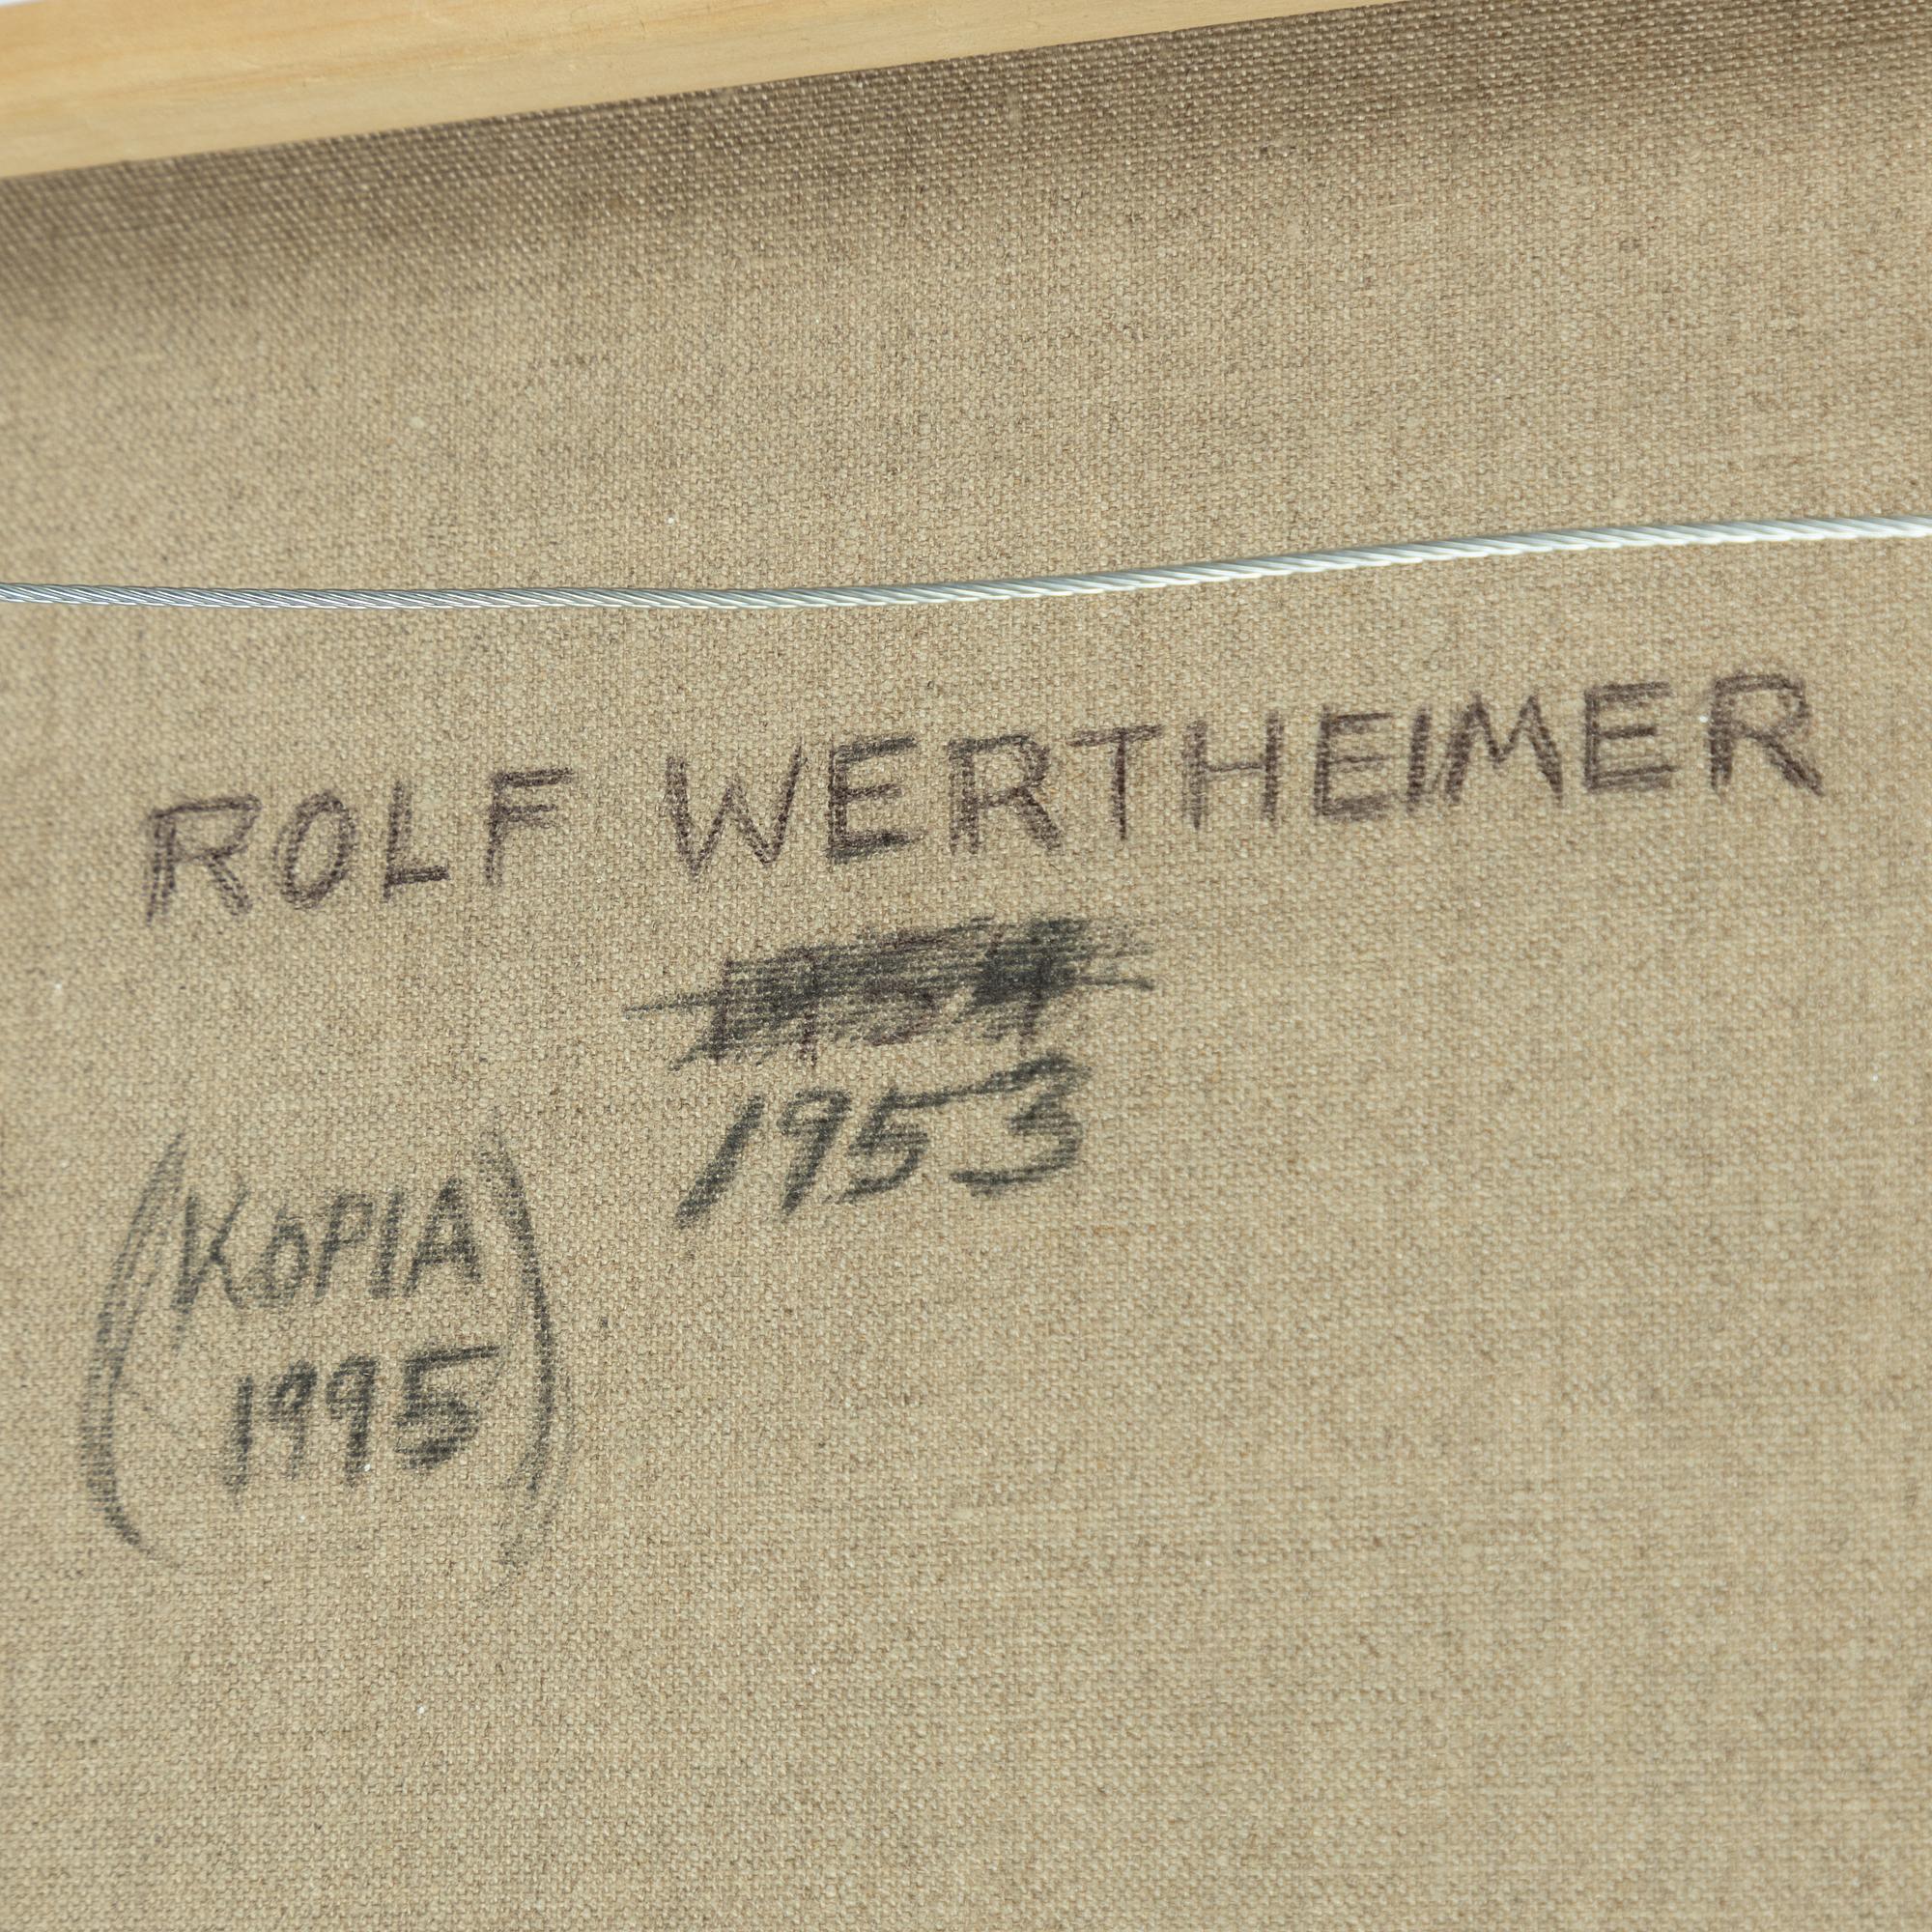 ROLF WERTHEIMER
1953
(KOPIA
1995)